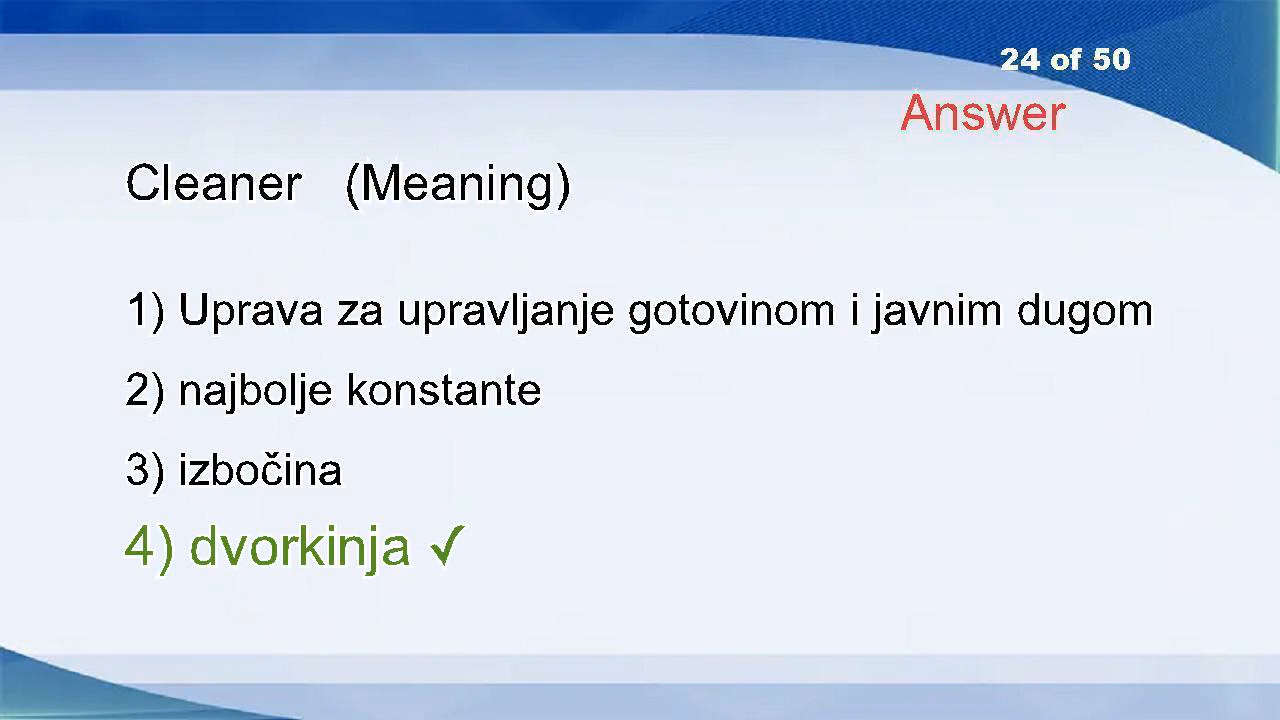 24 of 50
Answer
Cleaner (Meaning)
1) Uprava za upravljanje gotovinom i javnim dugom
2) najbolje konstante
3) izbočina
4) dvorkinja ✓